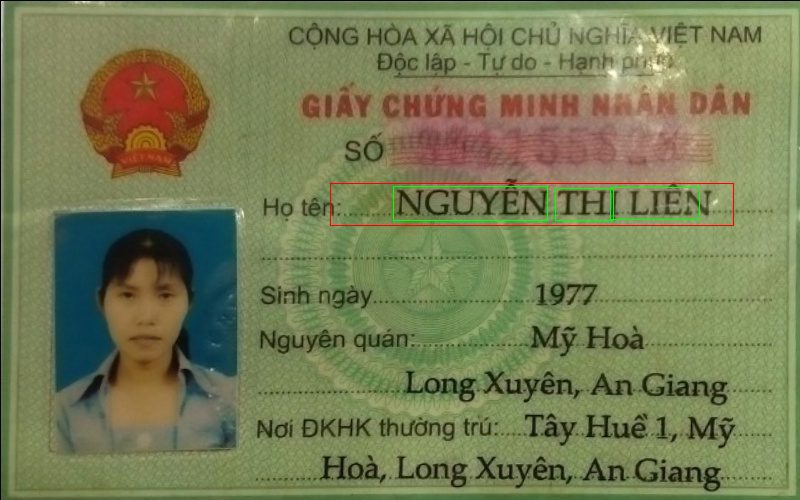 CỘNG HÒA XÃ HỘI CHỦ NGHĨA VIỆT NAM
Độc lập - Tự do - Hạnh phúc
GIẤY CHỨNG MINH NHÂN DÂN
SỐ
Họ tên: NGUYỄN THỊ LIÊN
Sinh ngày 1977
Nguyên quán: Mỹ Hoà
Long Xuyên, An Giang
Nơi ĐKHK thường trú: Tây Huề 1, Mỹ
Hoà, Long Xuyên, An Giang
VIỆT NAM